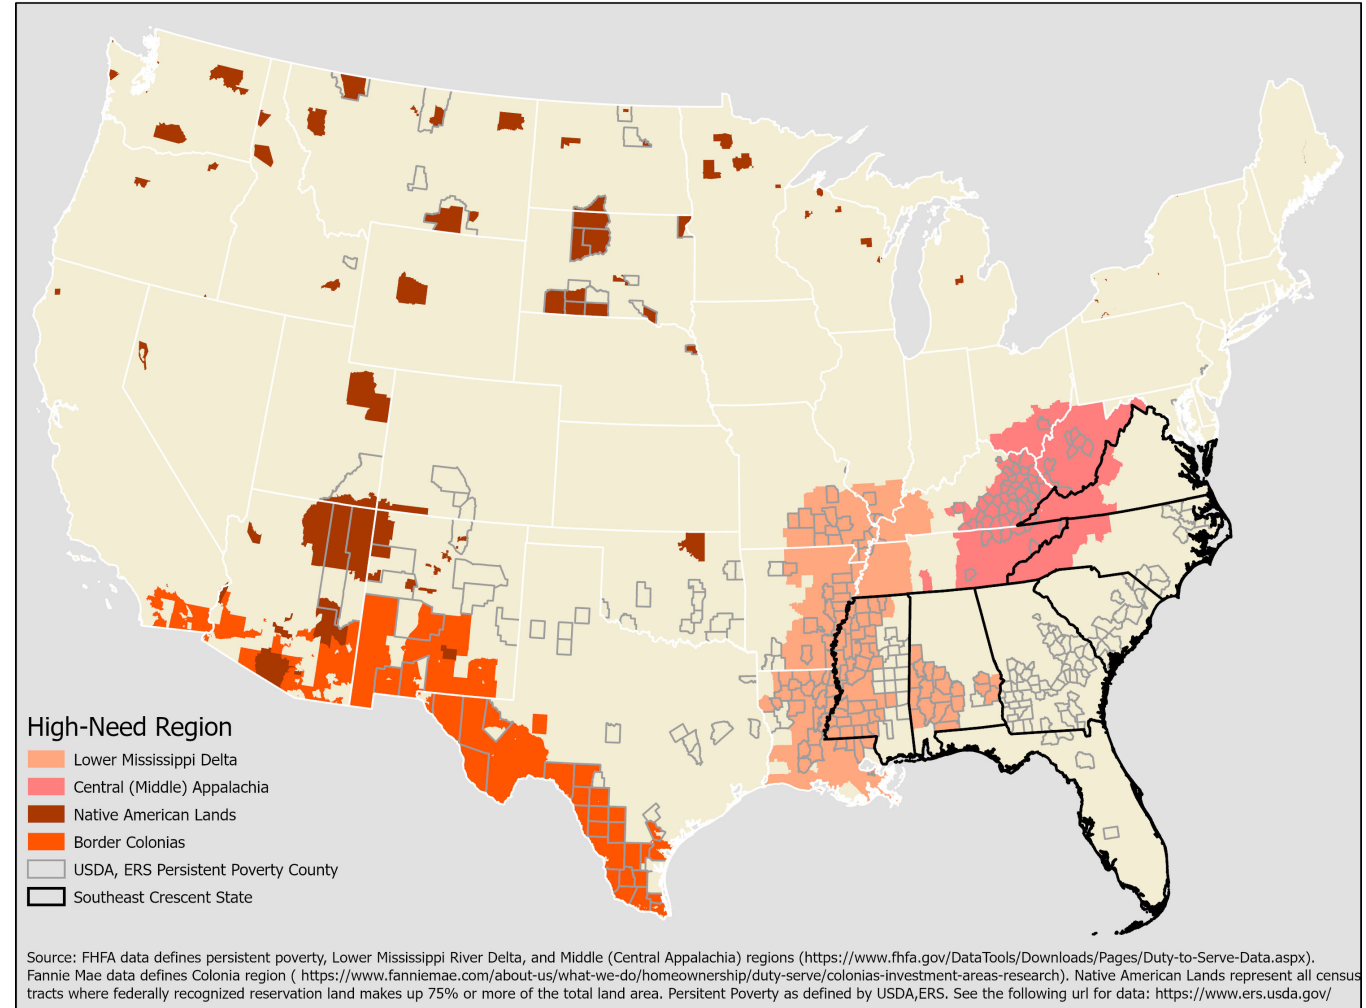 High-Need Region
Lower Mississippi Delta
Central (Middle) Appalachia
Native American Lands
Border Colonias
USDA, ERS Persistent Poverty County
Southeast Crescent State
Source: FHFA data defines persistent poverty, Lower Mississippi River Delta, and Middle (Central Appalachia) regions (https://www.fhfa.gov/DataTools/Downloads/Pages/Duty-to-Serve-Data.aspx).
Fannie Mae data defines Colonia region ( https://www.fanniemae.com/about-us/what-we-do/homeownership/duty-serve/colonias-investment-areas-research). Native American Lands represent all census
tracts where federally recognized reservation land makes up 75% or more of the total land area. Persitent Poverty as defined by USDA,ERS. See the following url for data: https://www.ers.usda.gov/